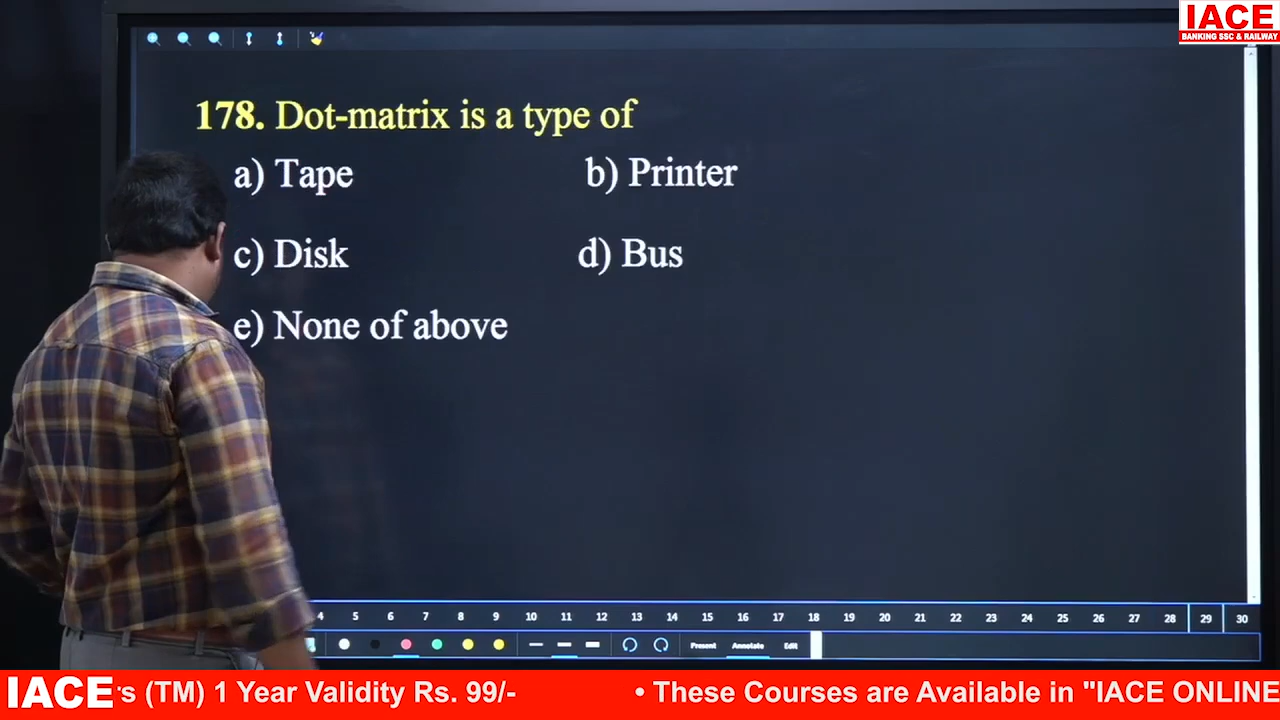 IACE
BANKING SSC & RAILWAY
178. Dot-matrix is a type of
a) Tape
b) Printer
c) Disk
d) Bus
e) None of above
4 5 6 7 8 9 10 11 12 13 14 15 16 17 18 19 20 21 22 23 24 25 26 27 28 29 30
Present Annotate Edit
IACE 's (TM) 1 Year Validity Rs. 99/- • These Courses are Available in "IACE ONLINE